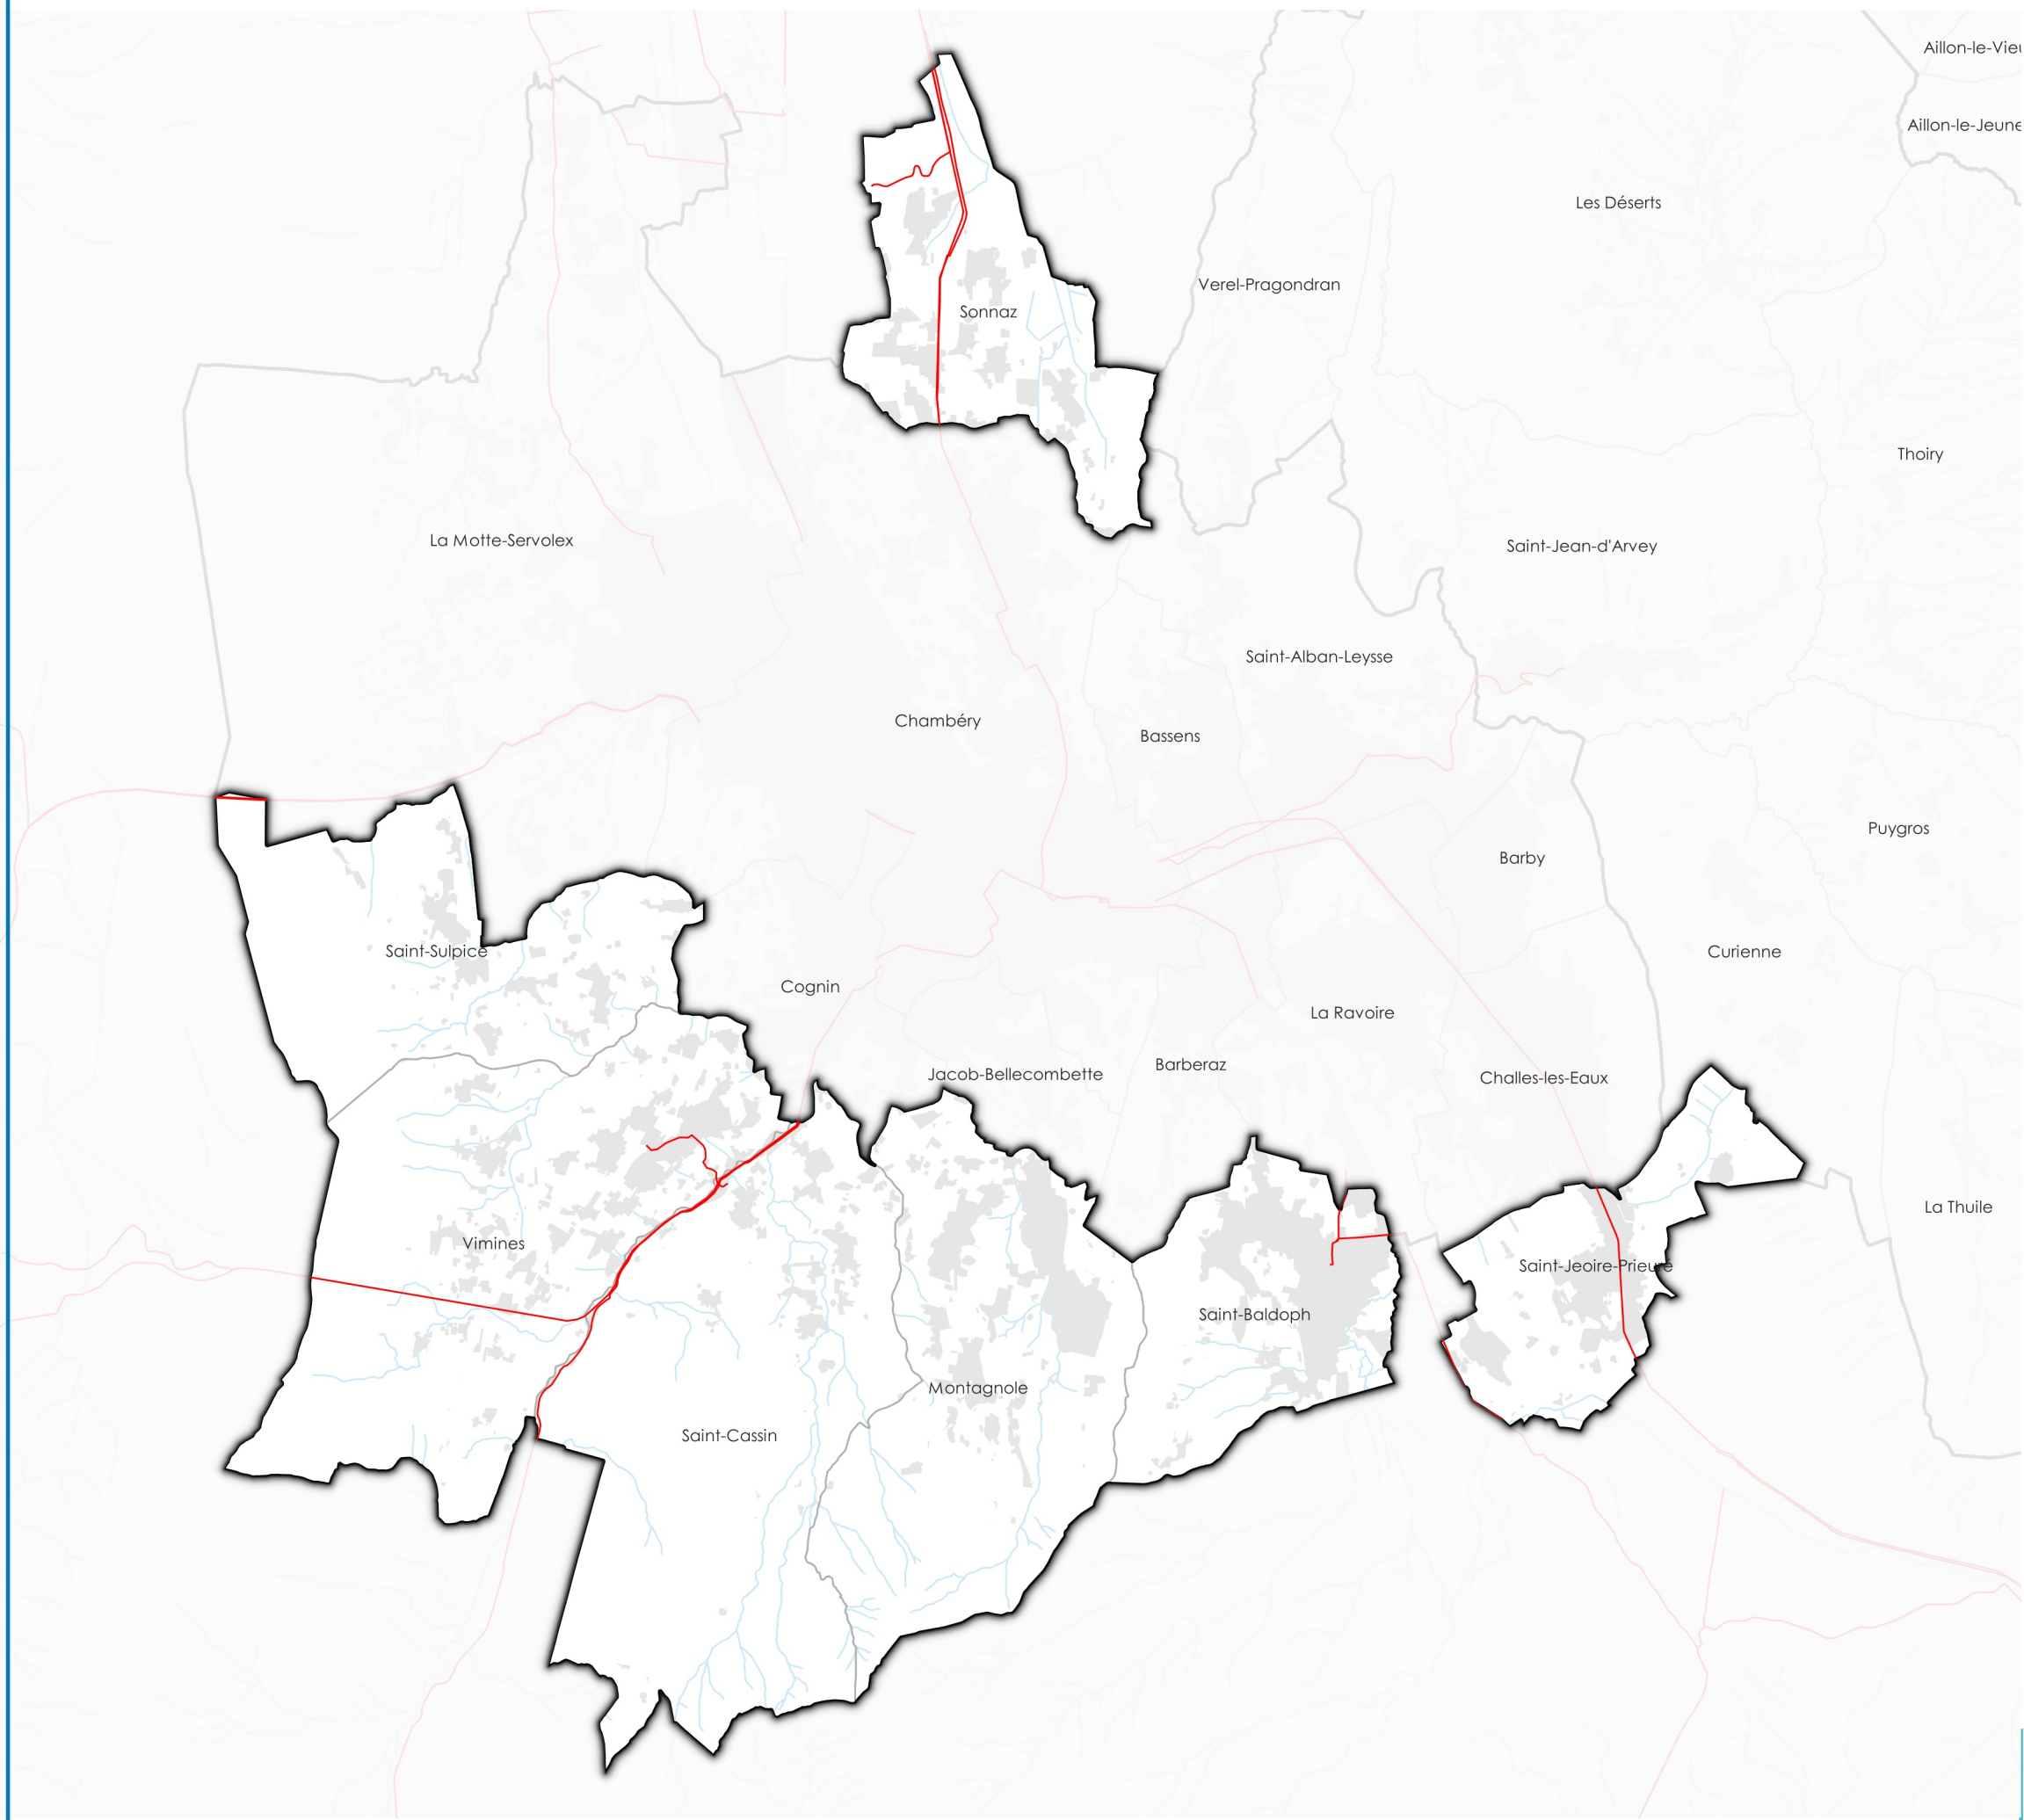 Aillon-le-Vieu
Aillon-le-Jeune
Les Déserts
Verel-Pragondran
Sonnaz
Thoiry
La Motte-Servolex
Saint-Jean-d'Arvey
Saint-Alban-Leysse
Chambéry
Bassens
Puygros
Barby
Saint-Sulpice
Curienne
Cognin
La Ravoire
Barberaz
Jacob-Bellecombette
Challes-les-Eaux
La Thuile
Vimines
Saint-Jeoire-Prieuré
Saint-Baldoph
Montagnole
Saint-Cassin